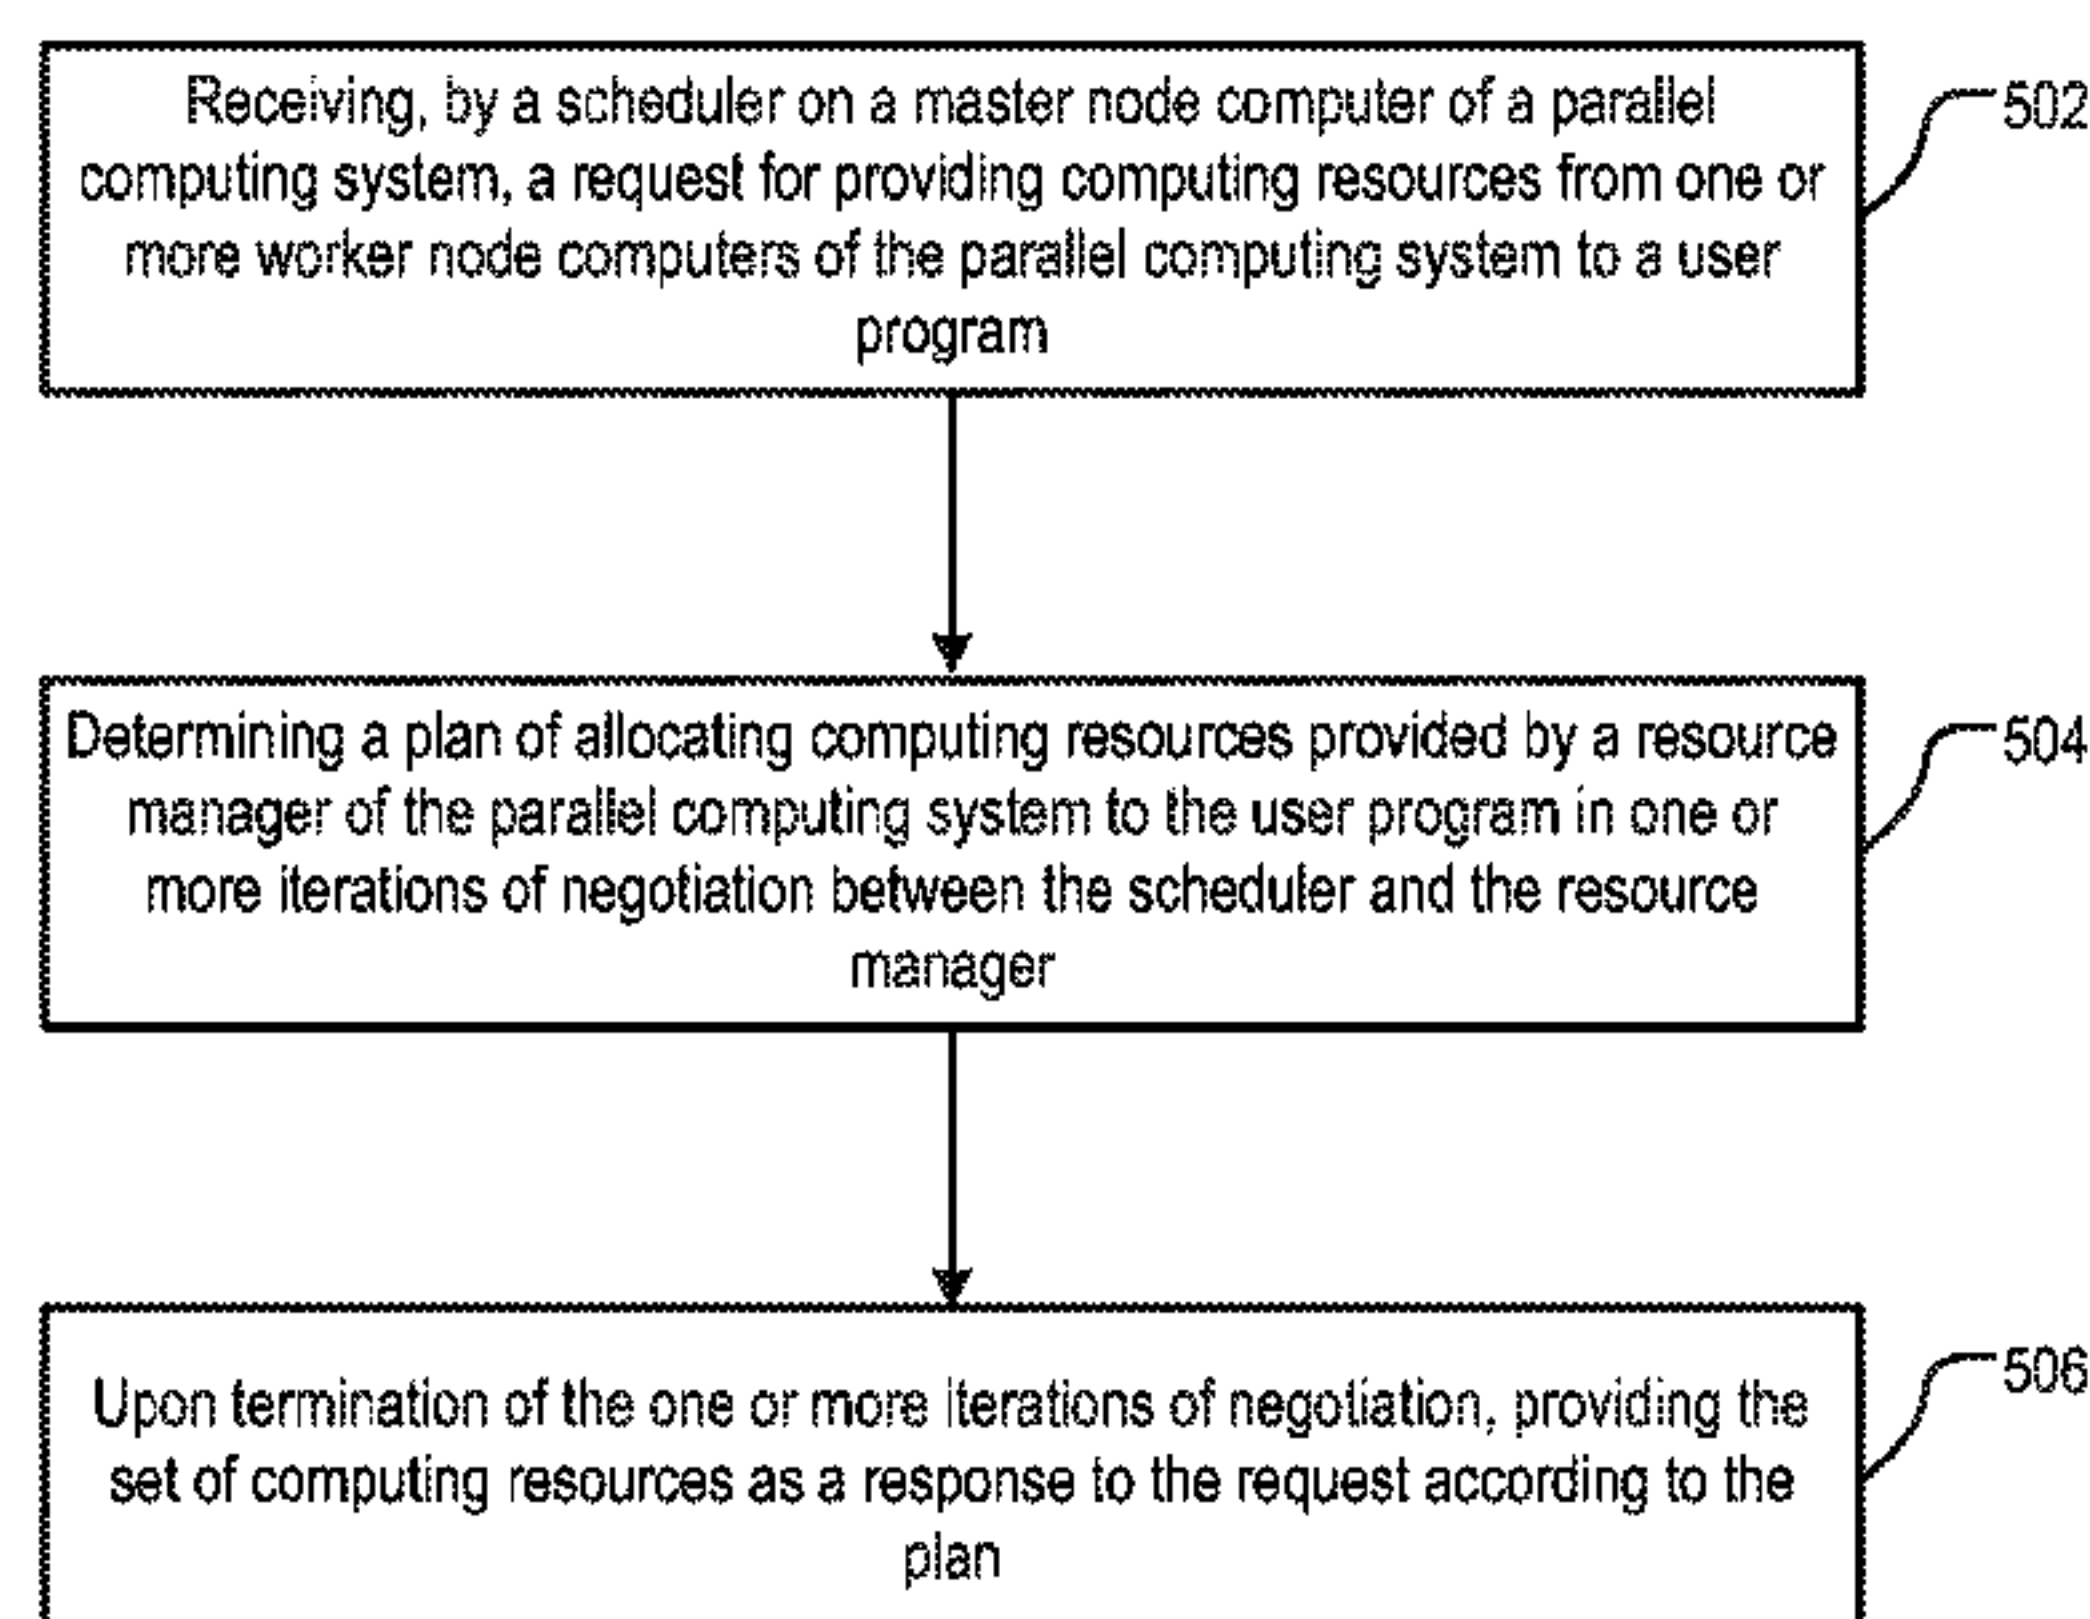 Receiving, by a scheduler on a master node computer of a parallel
computing system, a request for providing computing resources from one or
more worker node computers of the parallel computing system to a user
program
502
Determining a plan of allocating computing resources provided by a resource
manager of the parallel computing system to the user program in one or
more iterations of negotiation between the scheduler and the resource
manager
504
Upon termination of the one or more iterations of negotiation, providing the
set of computing resources as a response to the request according to the
plan
506